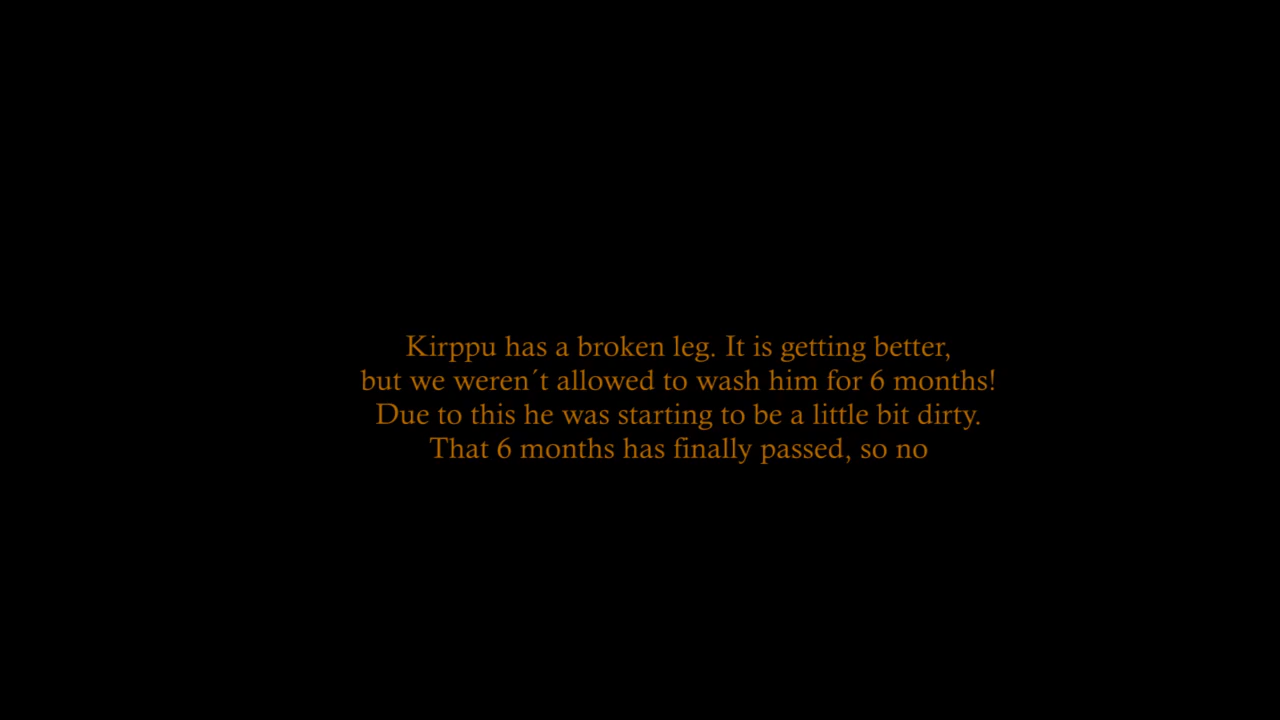 Kirppu has a broken leg. It is getting better,
but we weren´t allowed to wash him for 6 months!
Due to this he was starting to be a little bit dirty.
That 6 months has finally passed, so no